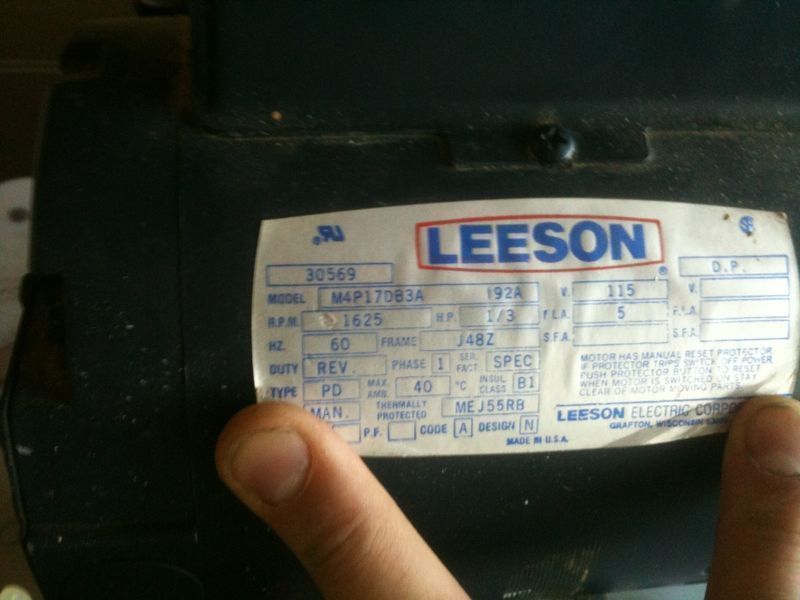 LEESON ®
30569
D.P.
MODEL M4P17DB3A 192A V. 115 V.
R.P.M. 1625 H.P. 1/3 F.L.A. 5 F.L.A.
HZ. 60 FRAME J48Z S.F.A. S.F.A.
DUTY REV. PHASE 1 SER. FACT. SPEC
TYPE PD MAX. AMB. 40 °C INSUL. CLASS B1
MAN. THERMALLY PROTECTED MEJ55RB
P.F. CODE A DESIGN N
MADE IN U.S.A.
MOTOR HAS MANUAL RESET PROTECTOR
IF PROTECTOR TRIPS SWITCH OFF POWER
PUSH PROTECTOR BUTTON TO RESET
WHEN MOTOR IS SWITCHED ON STAY
CLEAR OF MOTOR MOVING PARTS.
LEESON ELECTRIC
GRAFTON, WISCONSIN